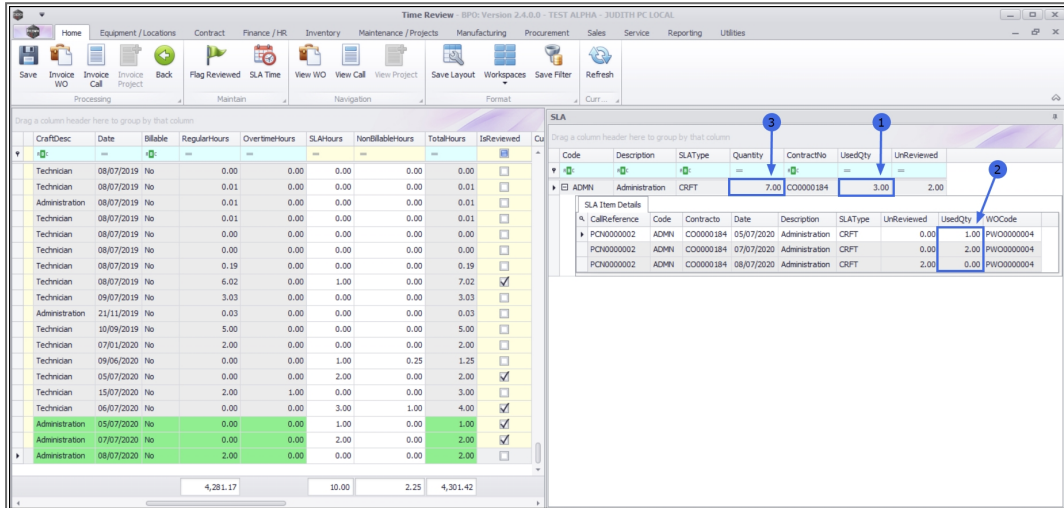 Time Review - BPO: Version 2.4.0.0 - TEST ALPHA - JUDITH PC LOCAL
Home Equipment / Locations Contract Finance / HR Inventory Maintenance / Projects Manufacturing Procurement Sales Service Reporting Utilities
Save Invoice WO Invoice Call Invoice Project Back Flag Reviewed SLA Time View WO View Call View Project Save Layout Workspaces Save Filter Refresh
Processing Maintain Navigation Format Curr ...
Drag a column header here to group by that column
CraftDesc Date Billable RegularHours OvertimeHours SLAHours NonBillableHours TotalHours IsReviewed Cu
Technician 08/07/2019 No 0.00 0.00 0.00 0.00 0.00
Technician 08/07/2019 No 0.01 0.00 0.00 0.00 0.01
Administration 08/07/2019 No 0.01 0.00 0.00 0.00 0.01
Technician 08/07/2019 No 0.01 0.00 0.00 0.00 0.01
Technician 08/07/2019 No 0.00 0.00 0.00 0.00 0.00
Technician 08/07/2019 No 0.00 0.00 0.00 0.00 0.00
Technician 08/07/2019 No 0.19 0.00 0.00 0.00 0.19
Technician 08/07/2019 No 6.02 0.00 1.00 0.00 7.02
Technician 09/07/2019 No 3.03 0.00 0.00 0.00 3.03
Administration 21/11/2019 No 0.03 0.00 0.00 0.00 0.03
Technician 10/09/2019 No 5.00 0.00 0.00 0.00 5.00
Technician 07/01/2020 No 2.00 0.00 0.00 0.00 2.00
Technician 09/06/2020 No 0.00 0.00 1.00 0.25 1.25
Technician 05/07/2020 No 0.00 0.00 2.00 0.00 2.00
Technician 15/07/2020 No 2.00 1.00 0.00 0.00 3.00
Technician 06/07/2020 No 0.00 0.00 3.00 1.00 4.00
Administration 05/07/2020 No 0.00 0.00 1.00 0.00 1.00
Administration 07/07/2020 No 0.00 0.00 2.00 0.00 2.00
Administration 08/07/2020 No 2.00 0.00 0.00 0.00 2.00
4,281.17 10.00 2.25 4,301.42
SLA
3 1
Drag a column header here to group by that column
Code Description SLAType Quantity ContractNo UsedQty UnReviewed
2
ADMN Administration CRFT 7.00 CO0000184 3.00 2.00
SLA Item Details
CallReference Code Contracto Date Description SLAType UnReviewed UsedQty WOCode
PCN0000002 ADMN CO0000184 05/07/2020 Administration CRFT 0.00 1.00 PWO0000004
PCN0000002 ADMN CO0000184 07/07/2020 Administration CRFT 0.00 2.00 PWO0000004
PCN0000002 ADMN CO0000184 08/07/2020 Administration CRFT 2.00 0.00 PWO0000004